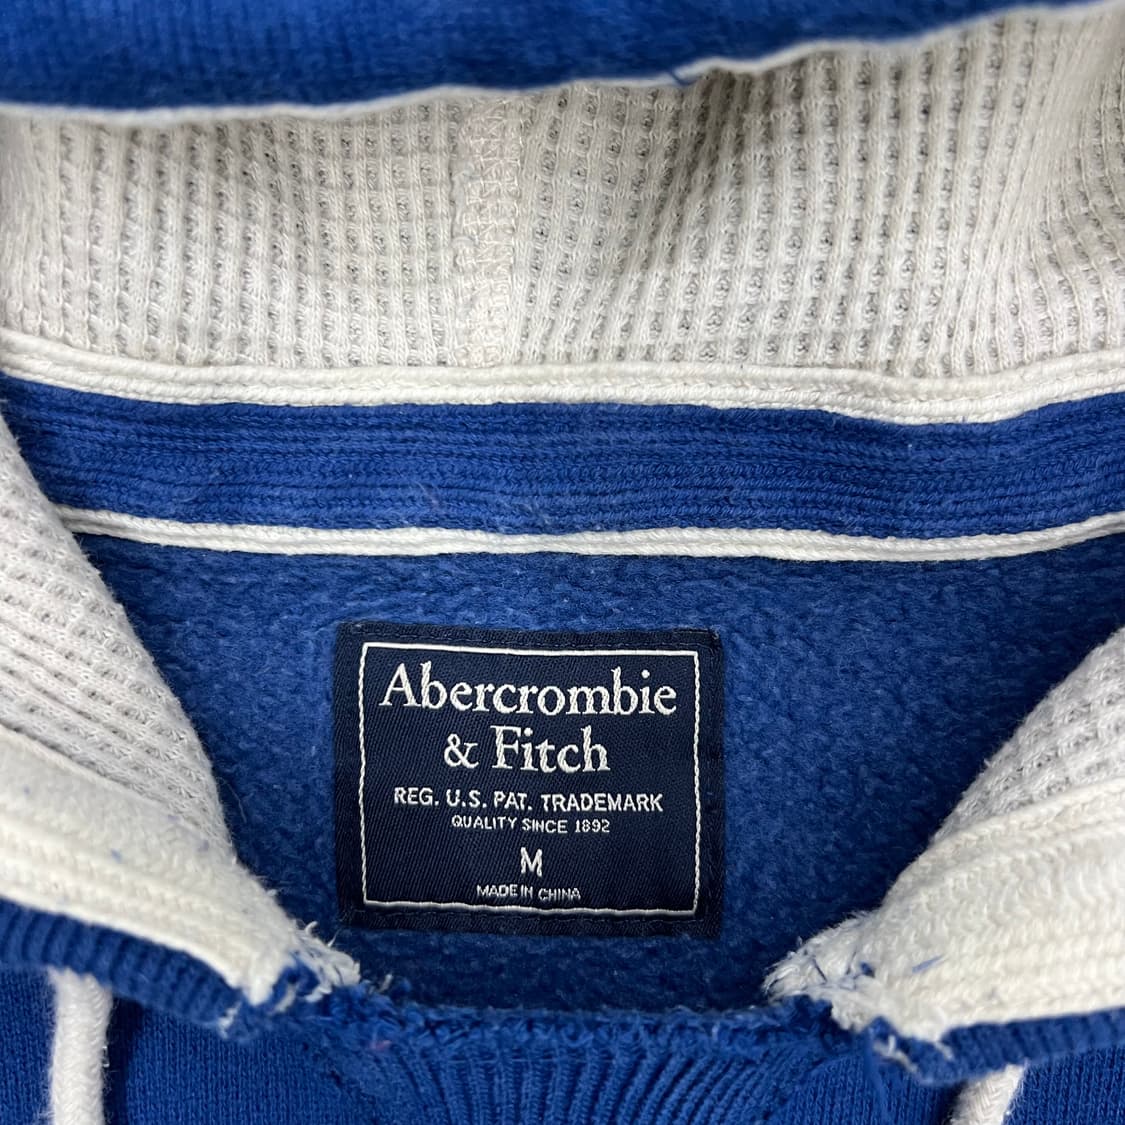 Abercrombie
& Fitch
REG. U.S. PAT. TRADEMARK
QUALITY SINCE 1892
M
MADE IN CHINA